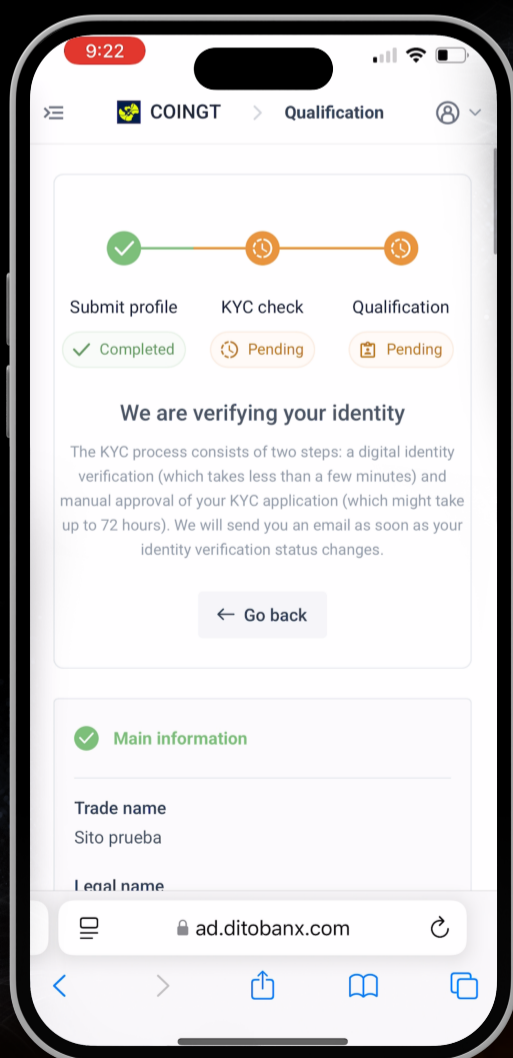 9:22
COINGT > Qualification
Submit profile KYC check Qualification
Completed Pending Pending
We are verifying your identity
The KYC process consists of two steps: a digital identity
verification (which takes less than a few minutes) and
manual approval of your KYC application (which might take
up to 72 hours). We will send you an email as soon as your
identity verification status changes.
← Go back
Main information
Trade name
Sito prueba
Legal name
ad.ditobanx.com